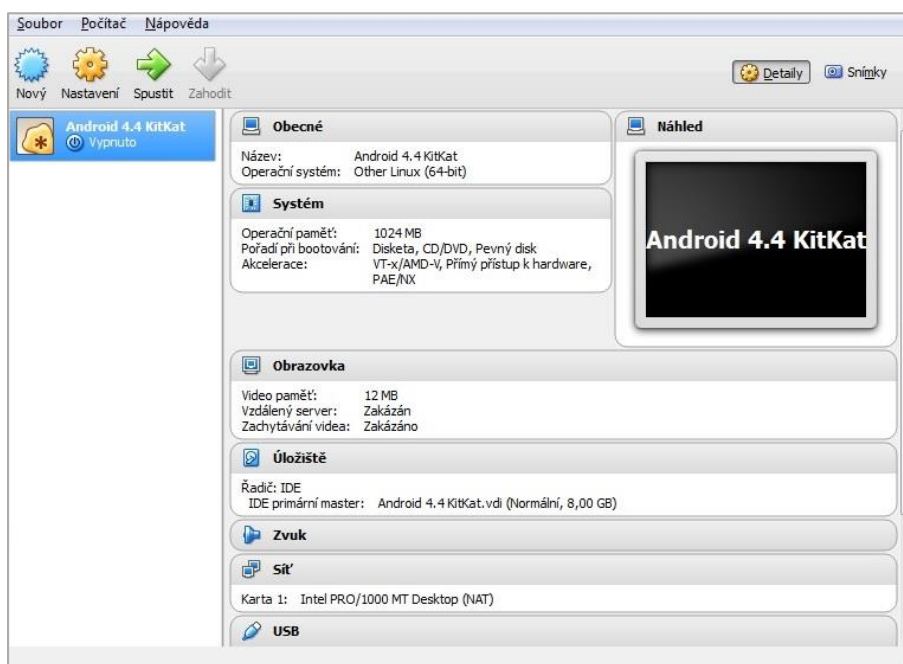 Soubor Počítač Nápověda
Nový Nastavení Spustit Zahodit
Detaily Snímky
Android 4.4 KitKat
Vypnuto
Obecné
Název: Android 4.4 KitKat
Operační systém: Other Linux (64-bit)
Systém
Operační paměť: 1024 MB
Pořadí při bootování: Disketa, CD/DVD, Pevný disk
Akcelerace: VT-x/AMD-V, Přímý přístup k hardware,
PAE/NX
Náhled
Android 4.4 KitKat
Obrazovka
Video paměť: 12 MB
Vzdálený server: Zakázán
Zachytávání videa: Zakázáno
Úložiště
Řadič: IDE
IDE primární master: Android 4.4 KitKat.vdi (Normální, 8,00 GB)
Zvuk
Síť
Karta 1: Intel PRO/1000 MT Desktop (NAT)
USB